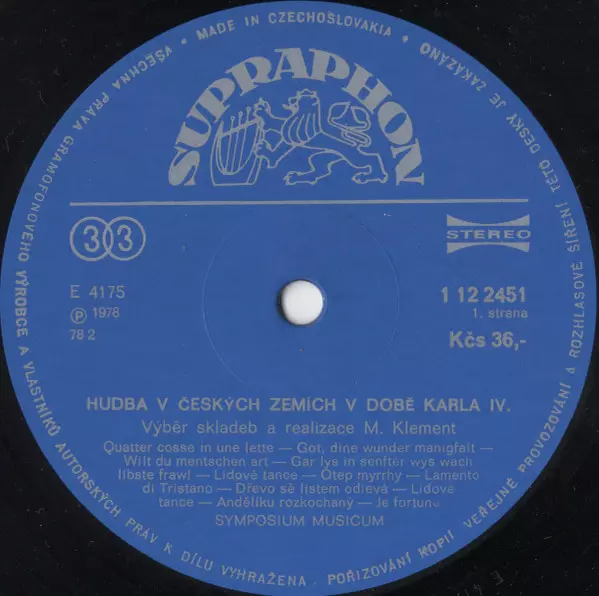 VŠECHNA PRÁVA GRAMOFONOVÉHO VÝROBCE A VLASTNÍKŮ AUTORSKÝCH PRÁV K DÍLU VYHRAŽENA · POŘIZOVÁNÍ KOPIÍ VEŘEJNÉ PROVOZOVÁNÍ A ROZHLASOVÉ ŠÍŘENÍ TÉTO DESKY JE ZAKÁZÁNO
MADE IN CZECHOSLOVAKIA
SUPRAPHON
33
STEREO
E 4175
Ⓟ 1978
78 2
1 12 2451
1. strana
Kčs 36,-
HUDBA V ČESKÝCH ZEMÍCH V DOBĚ KARLA IV.
Výběr skladeb a realizace M. Klement
Quatter cosse in une lette — Got, dine wunder manigfalt —
Wilt du mentschen art — Gar lys in senfter wys wach
libste frawl — Lidové tance — Otep myrrhy — Lamento
di Tristano — Dřevo sě listem odievá — Lidové
tance — Andělíku rozkochaný — Je fortune
SYMPOSIUM MUSICUM